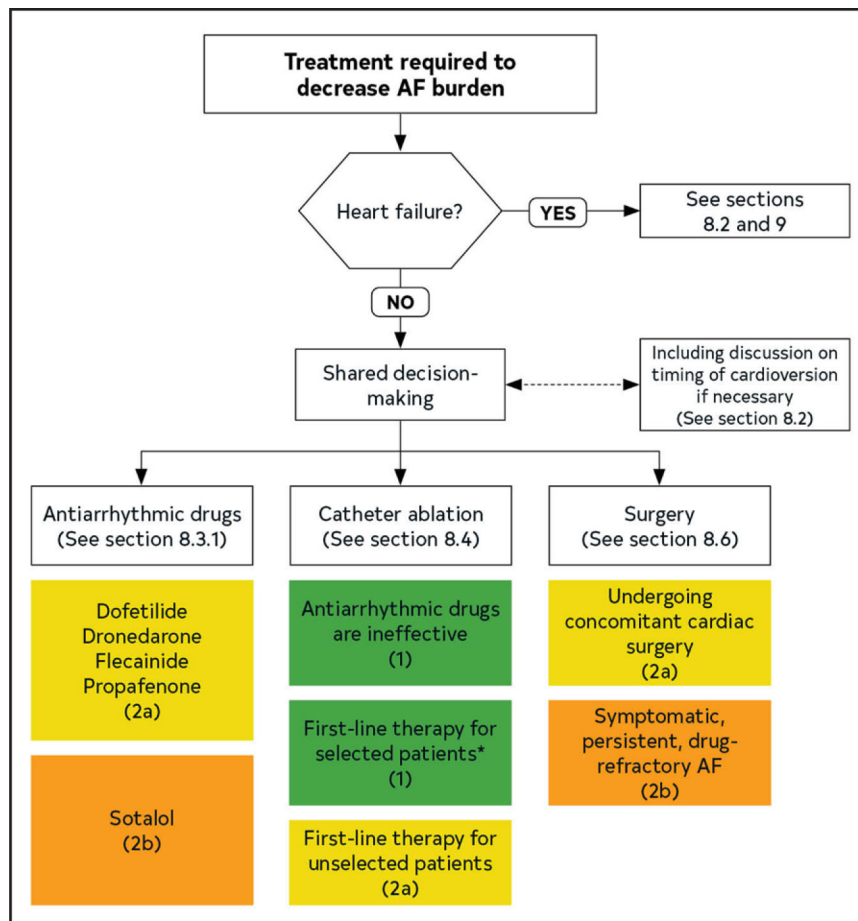 Treatment required to
decrease AF burden
Heart failure?
YES
See sections
8.2 and 9
NO
Shared decision-
making
Including discussion on
timing of cardioversion
if necessary
(See section 8.2)
Antiarrhythmic drugs
(See section 8.3.1)
Catheter ablation
(See section 8.4)
Surgery
(See section 8.6)
Dofetilide
Dronedarone
Flecainide
Propafenone
(2a)
Sotalol
(2b)
Antiarrhythmic drugs
are ineffective
(1)
First-line therapy for
selected patients*
(1)
First-line therapy for
unselected patients
(2a)
Undergoing
concomitant cardiac
surgery
(2a)
Symptomatic,
persistent, drug-
refractory AF
(2b)